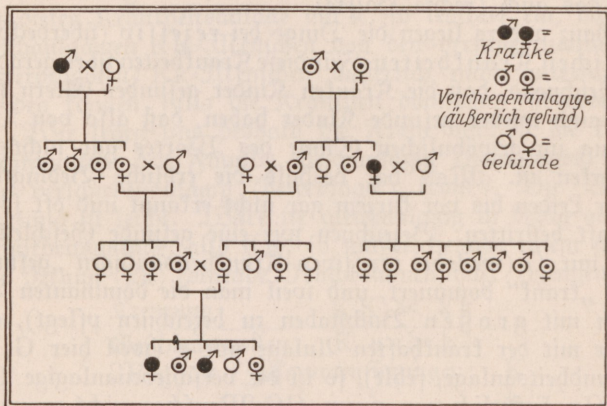 ♂ ♀ =
Kranke
♂ ♀ =
Verschiedenanlagige
(äußerlich gesund)
♂ ♀ =
Gesunde